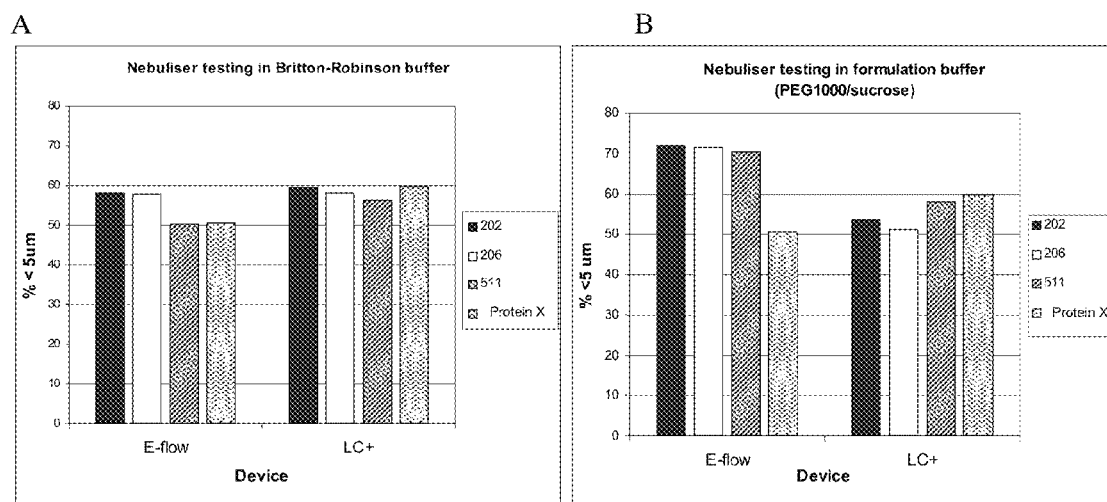 A
Nebuliser testing in Britton-Robinson buffer
80
70
60
50
40
30
20
10
0
% < 5um
E-flow
LC+
Device
202
206
511
Protein X
B
Nebuliser testing in formulation buffer
(PEG1000/sucrose)
80
70
60
50
40
30
20
10
0
% <5 um
E-flow
LC+
Device
202
206
511
Protein X